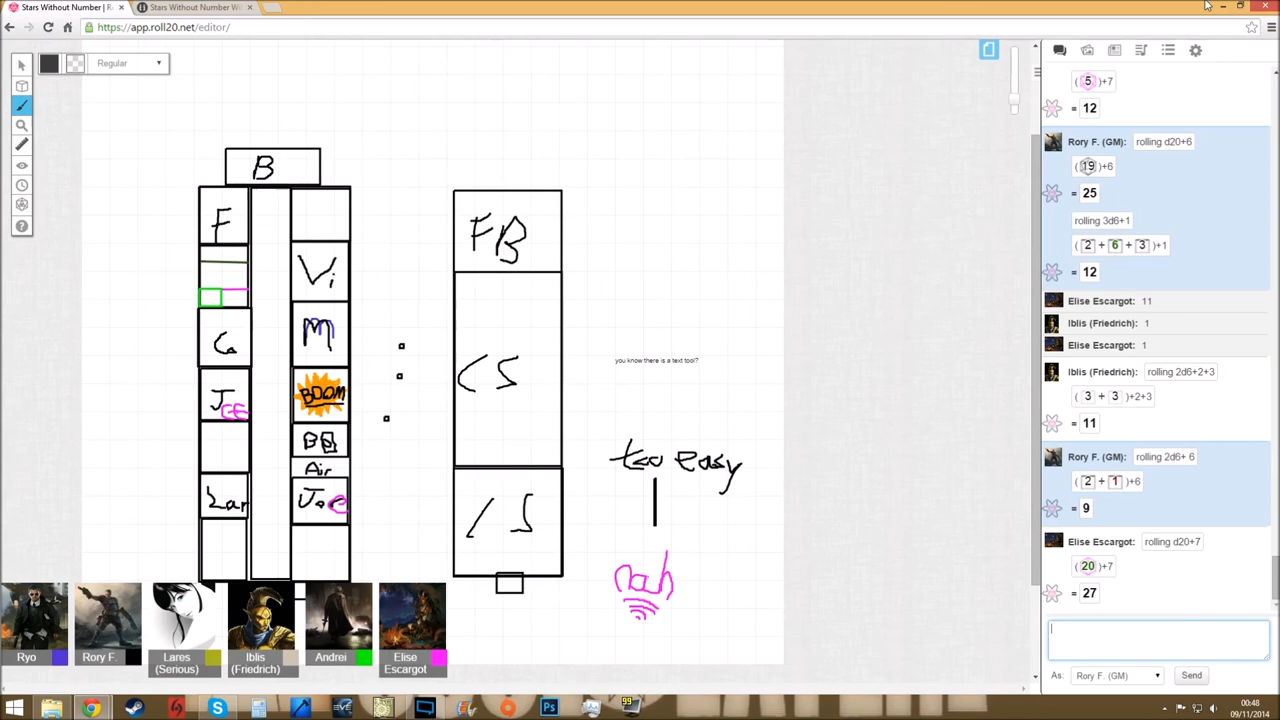 Stars Without Number | R
Stars Without Number Wi
https://app.roll20.net/editor/
Regular
B
F
Vi
M
BOOM
Air
FB
CS
you know there is a text tool?
too easy
nah
(5)+7
= 12
Rory F. (GM): rolling d20+6
(19)+6
= 25
rolling 3d6+1
(2+6+3)+1
= 12
Elise Escargot: 11
Iblis (Friedrich): 1
Elise Escargot: 1
Iblis (Friedrich): rolling 2d6+2+3
(3+3)+2+3
= 11
Rory F. (GM): rolling 2d6+ 6
(2+1)+6
= 9
Elise Escargot: rolling d20+7
(20)+7
= 27
Ryo
Rory F.
Lares (Serious)
Iblis (Friedrich)
Andrei
Elise Escargot
As:
Rory F. (GM)
Send
EVE
99
Ps
00:48
09/11/2014